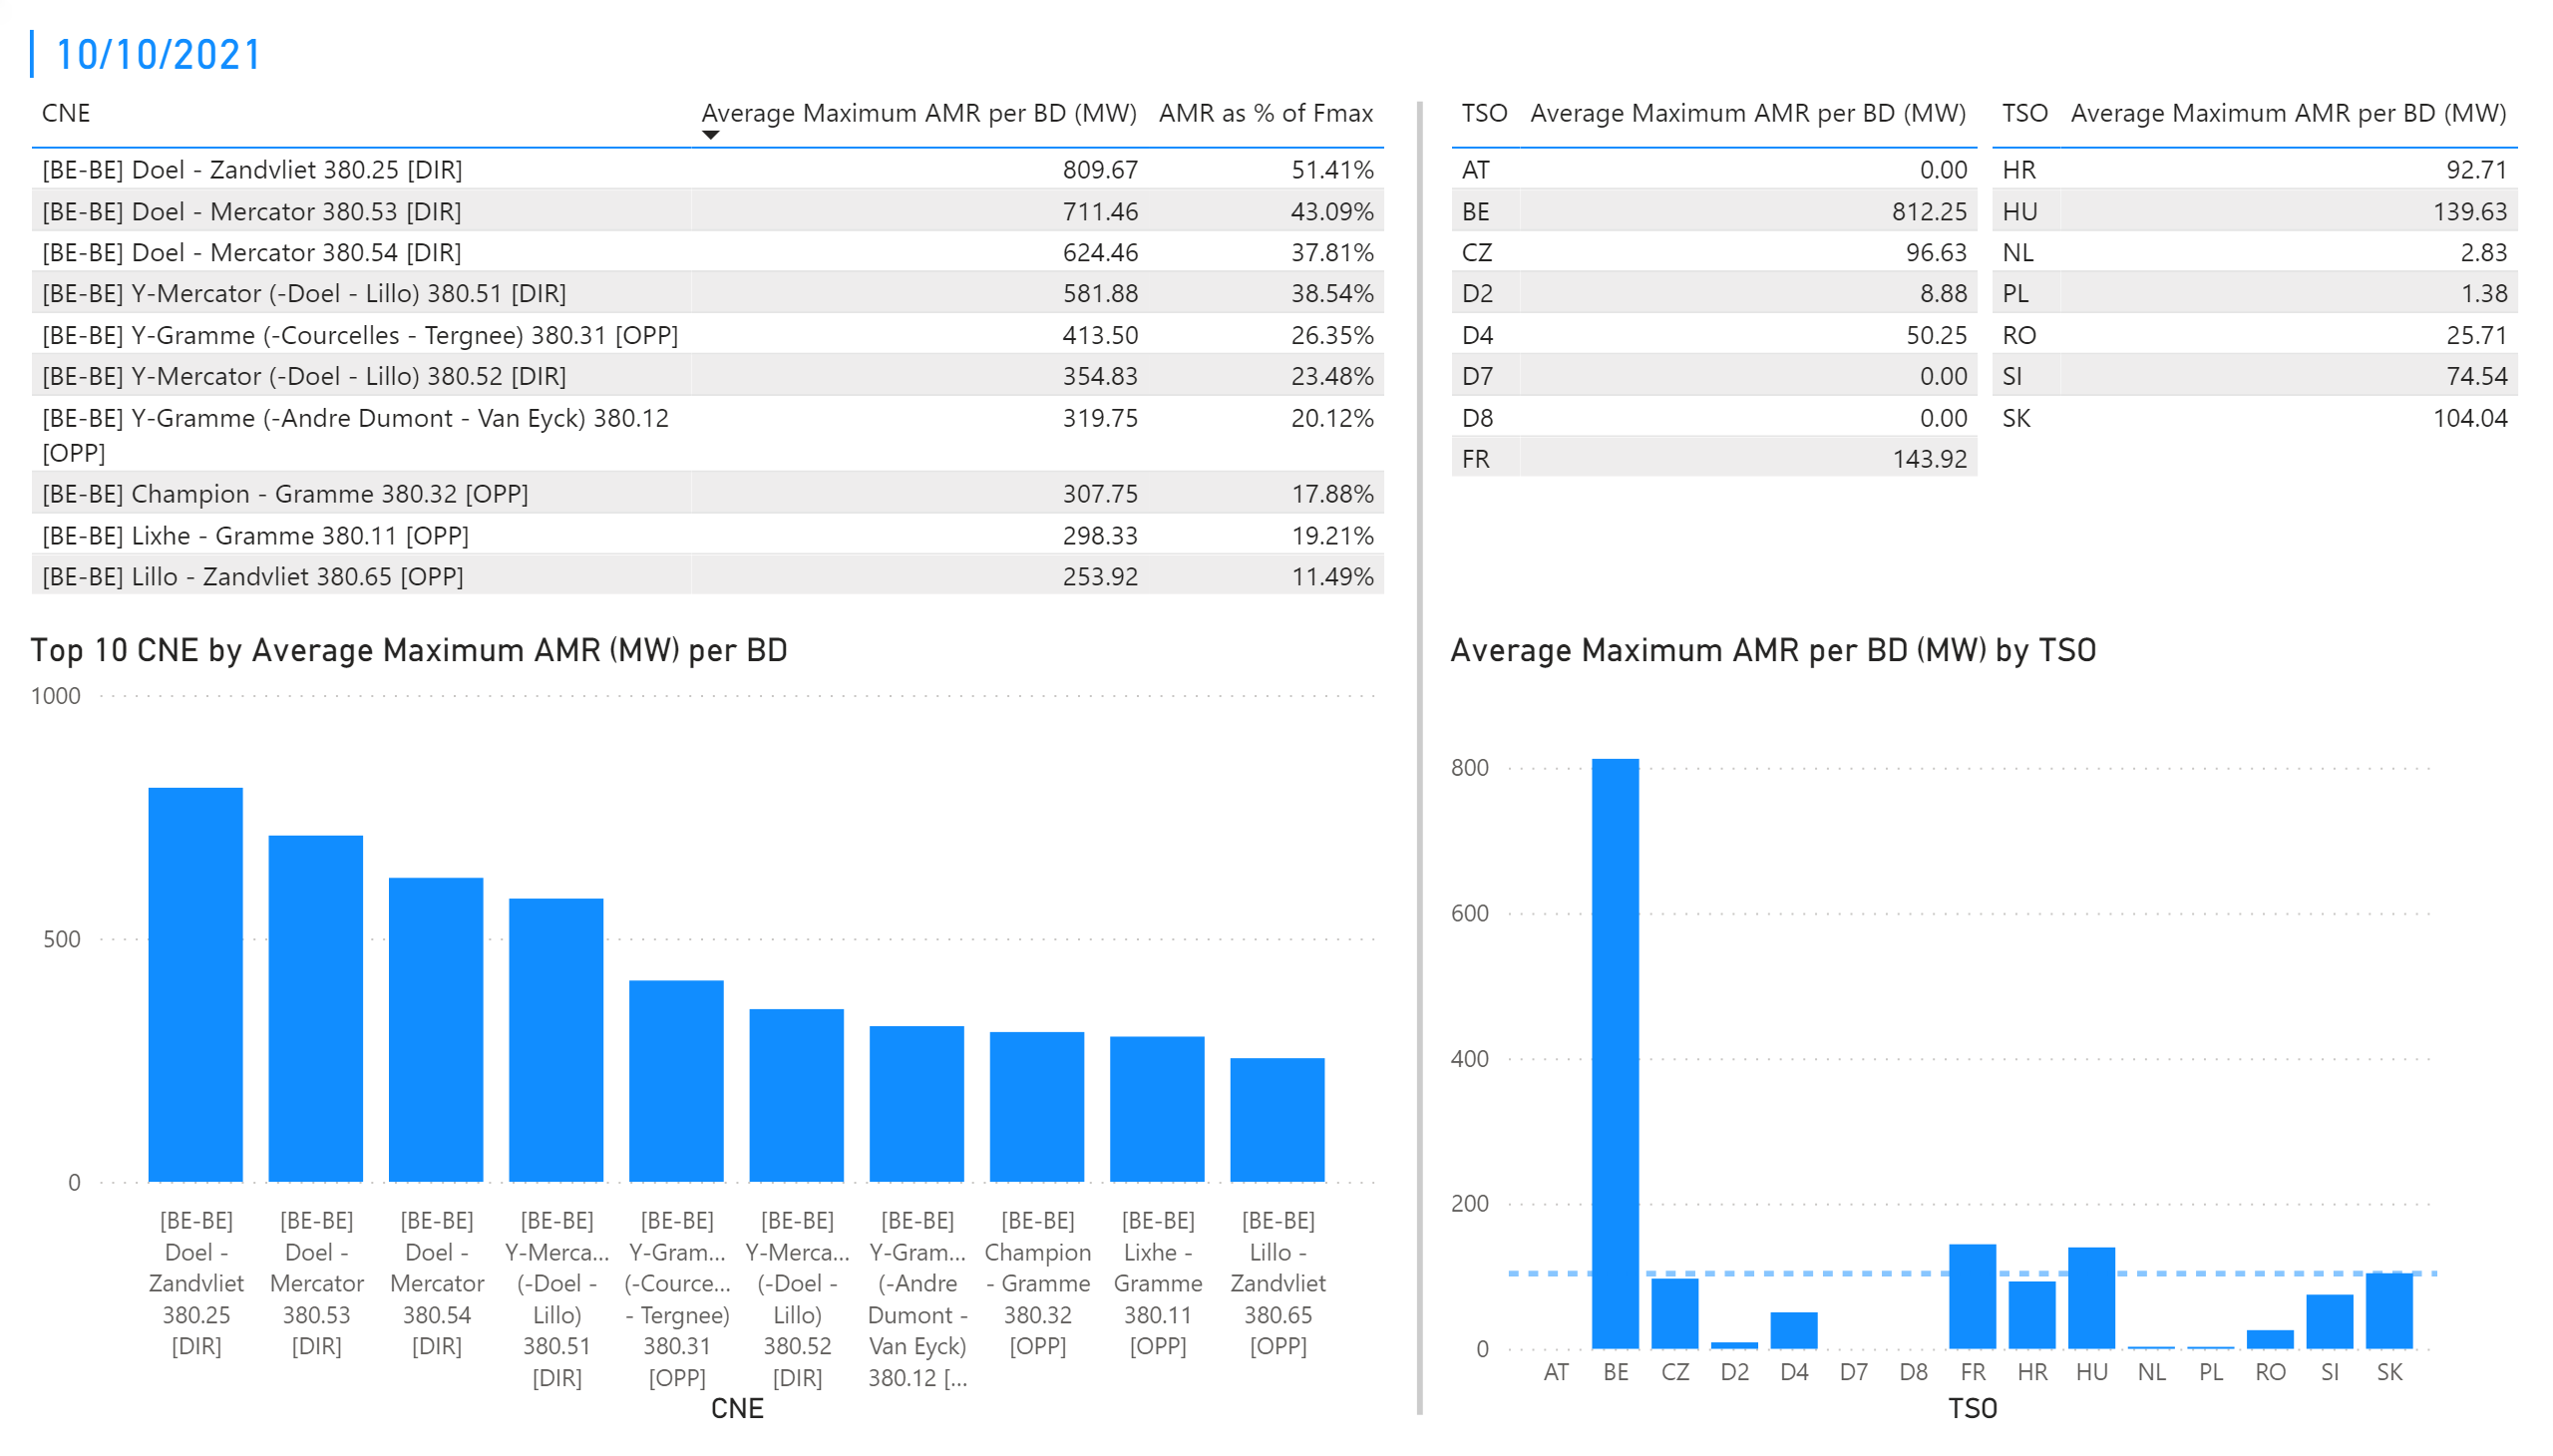 10/10/2021
CNE Average Maximum AMR per BD (MW) AMR as % of Fmax
[BE-BE] Doel - Zandvliet 380.25 [DIR] 809.67 51.41%
[BE-BE] Doel - Mercator 380.53 [DIR] 711.46 43.09%
[BE-BE] Doel - Mercator 380.54 [DIR] 624.46 37.81%
[BE-BE] Y-Mercator (-Doel - Lillo) 380.51 [DIR] 581.88 38.54%
[BE-BE] Y-Gramme (-Courcelles - Tergnee) 380.31 [OPP] 413.50 26.35%
[BE-BE] Y-Mercator (-Doel - Lillo) 380.52 [DIR] 354.83 23.48%
[BE-BE] Y-Gramme (-Andre Dumont - Van Eyck) 380.12 319.75 20.12%
[OPP]
[BE-BE] Champion - Gramme 380.32 [OPP] 307.75 17.88%
[BE-BE] Lixhe - Gramme 380.11 [OPP] 298.33 19.21%
[BE-BE] Lillo - Zandvliet 380.65 [OPP] 253.92 11.49%
TSO Average Maximum AMR per BD (MW)
AT 0.00
BE 812.25
CZ 96.63
D2 8.88
D4 50.25
D7 0.00
D8 0.00
FR 143.92
TSO Average Maximum AMR per BD (MW)
HR 92.71
HU 139.63
NL 2.83
PL 1.38
RO 25.71
SI 74.54
SK 104.04
Top 10 CNE by Average Maximum AMR (MW) per BD
1000
500
0
[BE-BE]
Doel -
Zandvliet
380.25
[DIR]
[BE-BE]
Doel -
Mercator
380.53
[DIR]
[BE-BE]
Doel -
Mercator
380.54
[DIR]
[BE-BE]
Y-Merca...
(-Doel -
Lillo)
380.51
[DIR]
[BE-BE]
Y-Gram...
(-Cource...
- Tergnee)
380.31
[OPP]
[BE-BE]
Y-Merca...
(-Doel -
Lillo)
380.52
[DIR]
[BE-BE]
Y-Gram...
(-Andre
Dumont -
Van Eyck)
380.12 [...
[BE-BE]
Champion
- Gramme
380.32
[OPP]
[BE-BE]
Lixhe -
Gramme
380.11
[OPP]
[BE-BE]
Lillo -
Zandvliet
380.65
[OPP]
CNE
Average Maximum AMR per BD (MW) by TSO
800
600
400
200
0
AT BE CZ D2 D4 D7 D8 FR HR HU NL PL RO SI SK
TSO